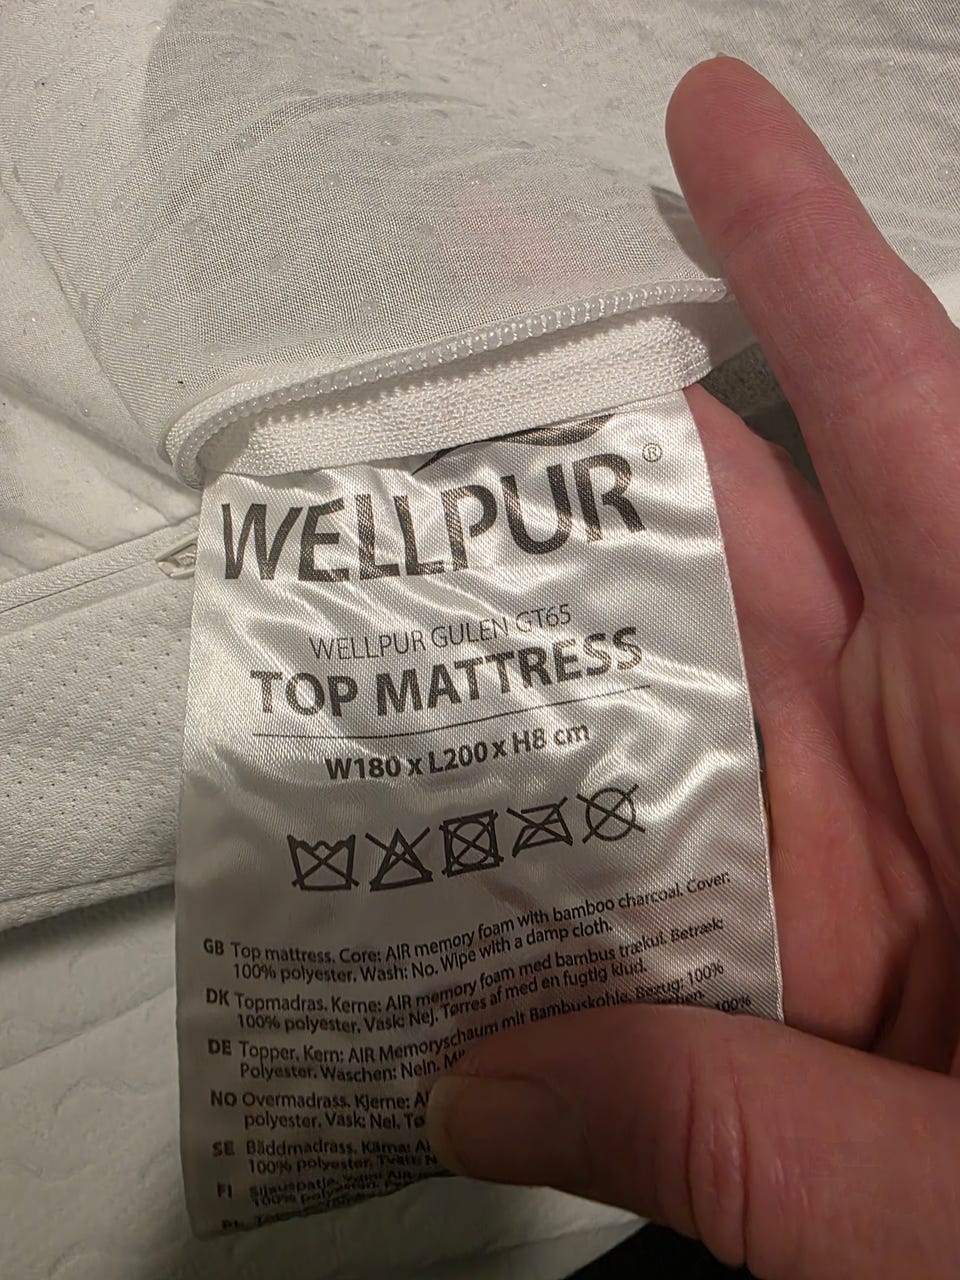 WELLPUR®
WELLPUR GULEN GT65
TOP MATTRESS
W180 x L200 x H8 cm
GB Top mattress. Core: AIR memory foam with bamboo charcoal. Cover:
100% polyester. Wash: No. Wipe with a damp cloth.
DK Topmadras. Kerne: AIR memory foam med bambus trækul. Betræk:
100% polyester. Vask: Nej. Tørres af med en fugtig klud.
DE Topper. Kern: AIR Memoryschaum mit Bambuskohle. Bezug: 100%
Polyester. Waschen: Nein.
NO Overmadrass. Kjerne:
polyester. Vask: Nei.
100%
SE Bäddmadrass. Kärna:
100% polyester. Tvätt:
FI
100%